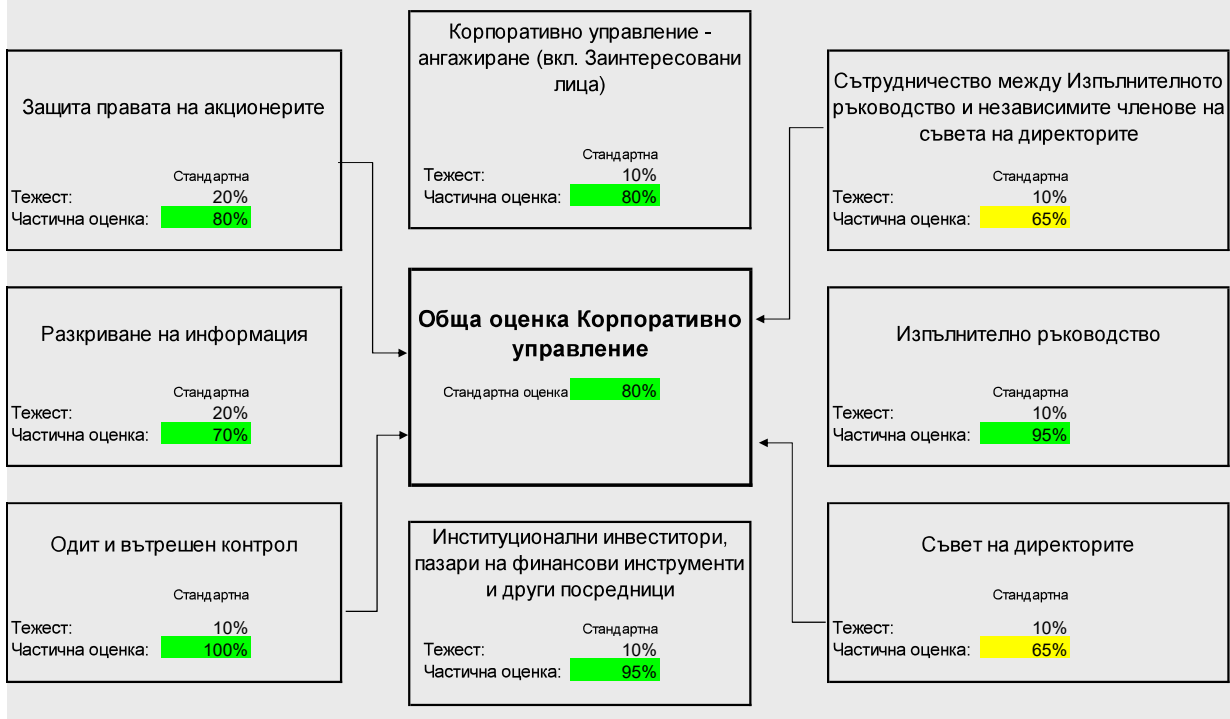 Корпоративно управление -
ангажиране (вкл. Заинтересовани
лица)
Стандартна
Тежест: 10%
Частична оценка: 80%
Защита правата на акционерите
Стандартна
Тежест: 20%
Частична оценка: 80%
Сътрудничество между Изпълнителното
ръководство и независимите членове на
съвета на директорите
Стандартна
Тежест: 10%
Частична оценка: 65%
Разкриване на информация
Стандартна
Тежест: 20%
Частична оценка: 70%
Обща оценка Корпоративно
управление
Стандартна оценка 80%
Изпълнително ръководство
Стандартна
Тежест: 10%
Частична оценка: 95%
Одит и вътрешен контрол
Стандартна
Тежест: 10%
Частична оценка: 100%
Институционални инвеститори,
пазари на финансови инструменти
и други посредници
Стандартна
Тежест: 10%
Частична оценка: 95%
Съвет на директорите
Стандартна
Тежест: 10%
Частична оценка: 65%